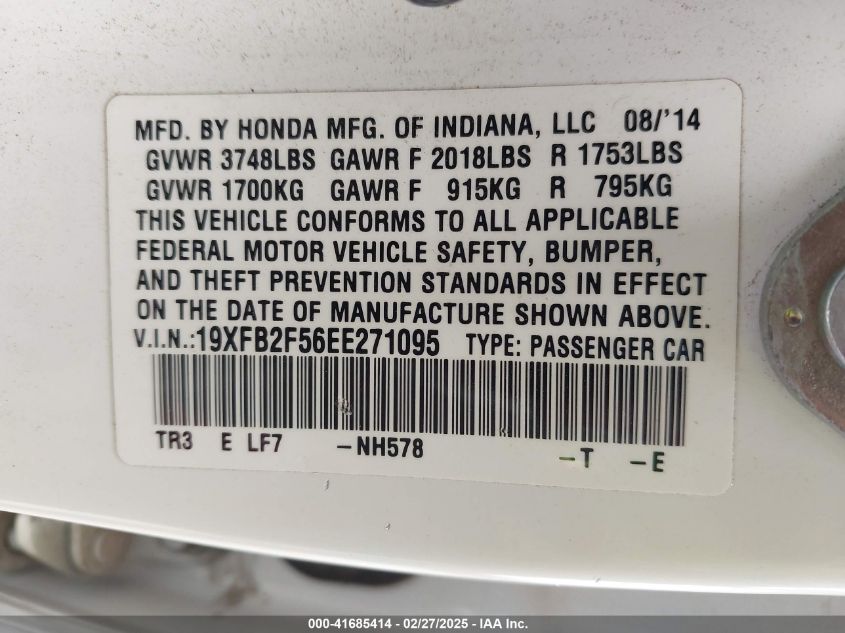 MFD. BY HONDA MFG. OF INDIANA, LLC 08/'14
GVWR 3748LBS GAWR F 2018LBS R 1753LBS
GVWR 1700KG GAWR F 915KG R 795KG
THIS VEHICLE CONFORMS TO ALL APPLICABLE
FEDERAL MOTOR VEHICLE SAFETY, BUMPER,
AND THEFT PREVENTION STANDARDS IN EFFECT
ON THE DATE OF MANUFACTURE SHOWN ABOVE.
V.I.N.:19XFB2F56EE271095 TYPE: PASSENGER CAR
TR3 E LF7 -NH578 -T -E
000-41685414 - 02/27/2025 - IAA Inc.